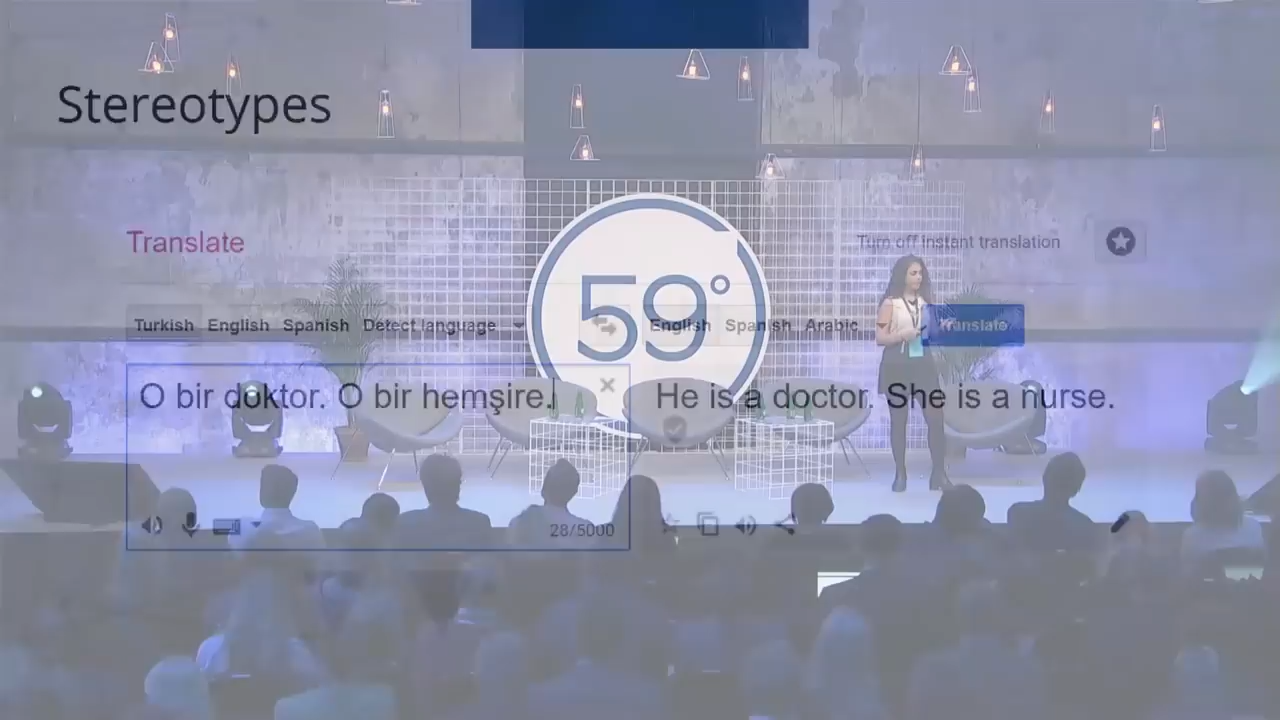 Stereotypes
59°
Translate
Turn off instant translation
Turkish English Spanish Detect language
English Spanish Arabic Translate
O bir doktor. O bir hemşire.
He is a doctor. She is a nurse.
28/5000